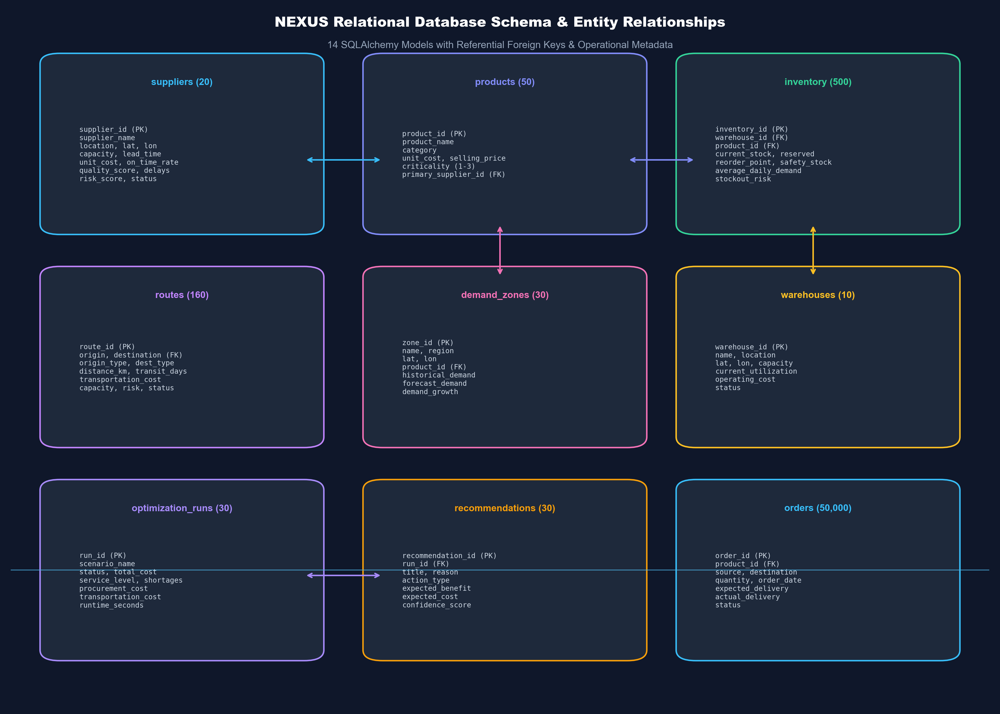 NEXUS Relational Database Schema & Entity Relationships
14 SQLAlchemy Models with Referential Foreign Keys & Operational Metadata
suppliers (20)
supplier_id (PK)
supplier_name
location, lat, lon
capacity, lead_time
unit_cost, on_time_rate
quality_score, delays
risk_score, status
products (50)
product_id (PK)
product_name
category
unit_cost, selling_price
criticality (1-3)
primary_supplier_id (FK)
inventory (500)
inventory_id (PK)
warehouse_id (FK)
product_id (FK)
current_stock, reserved
reorder_point, safety_stock
average_daily_demand
stockout_risk
routes (160)
route_id (PK)
origin, destination (FK)
origin_type, dest_type
distance_km, transit_days
transportation_cost
capacity, risk, status
demand_zones (30)
zone_id (PK)
name, region
lat, lon
product_id (FK)
historical_demand
forecast_demand
demand_growth
warehouses (10)
warehouse_id (PK)
name, location
lat, lon, capacity
current_utilization
operating_cost
status
optimization_runs (30)
run_id (PK)
scenario_name
status, total_cost
service_level, shortages
procurement_cost
transportation_cost
runtime_seconds
recommendations (30)
recommendation_id (PK)
run_id (FK)
title, reason
action_type
expected_benefit
expected_cost
confidence_score
orders (50,000)
order_id (PK)
product_id (FK)
source, destination
quantity, order_date
expected_delivery
actual_delivery
status